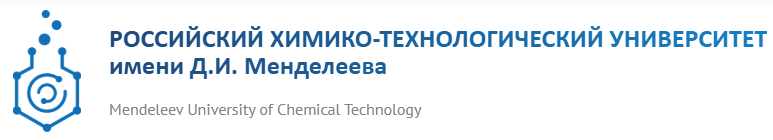 РОССИЙСКИЙ ХИМИКО-ТЕХНОЛОГИЧЕСКИЙ УНИВЕРСИТЕТ
имени Д.И. Менделеева
Mendeleev University of Chemical Technology